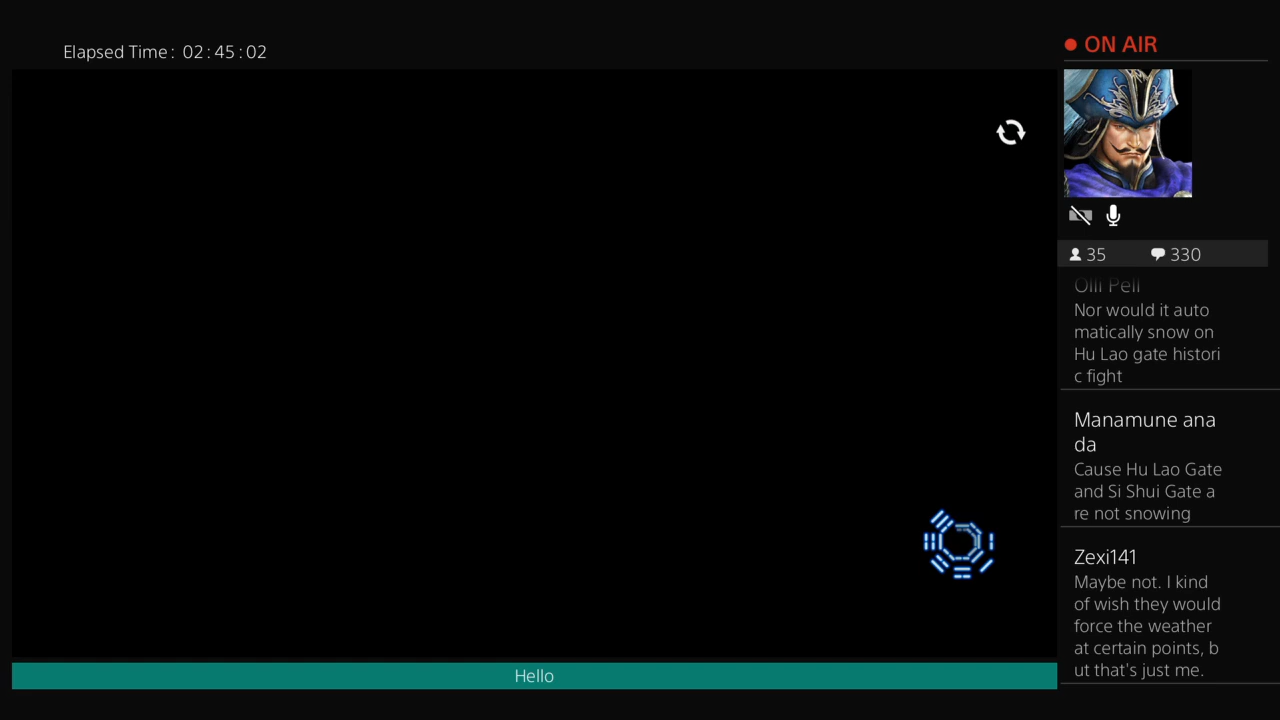 Elapsed Time: 02:45:02
ON AIR
35 330
Olli Pell
Nor would it auto
matically snow on
Hu Lao gate histori
c fight
Manamune ana
da
Cause Hu Lao Gate
and Si Shui Gate a
re not snowing
Zexi141
Maybe not. I kind
of wish they would
force the weather
at certain points, b
ut that's just me.
Hello